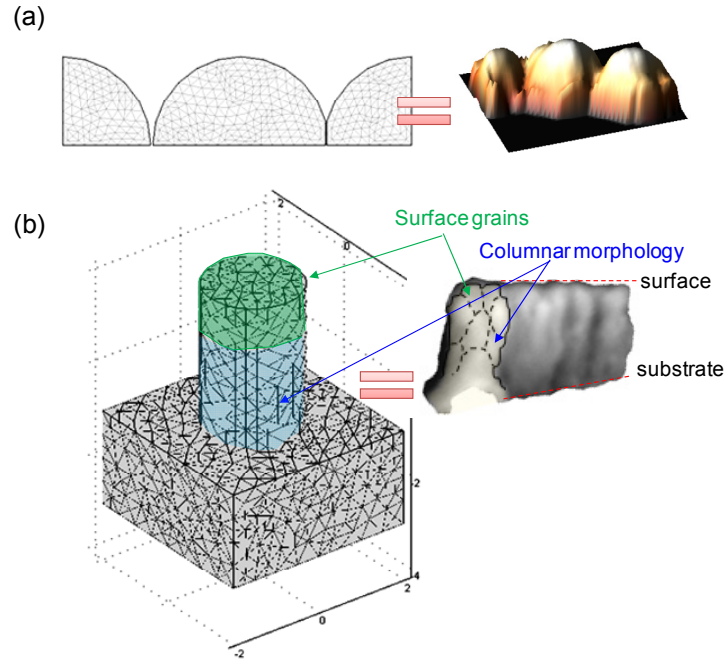 (a)
(b)
2
0
Surface grains
Columnar morphology
surface
substrate
-2
-4
2
0
-2